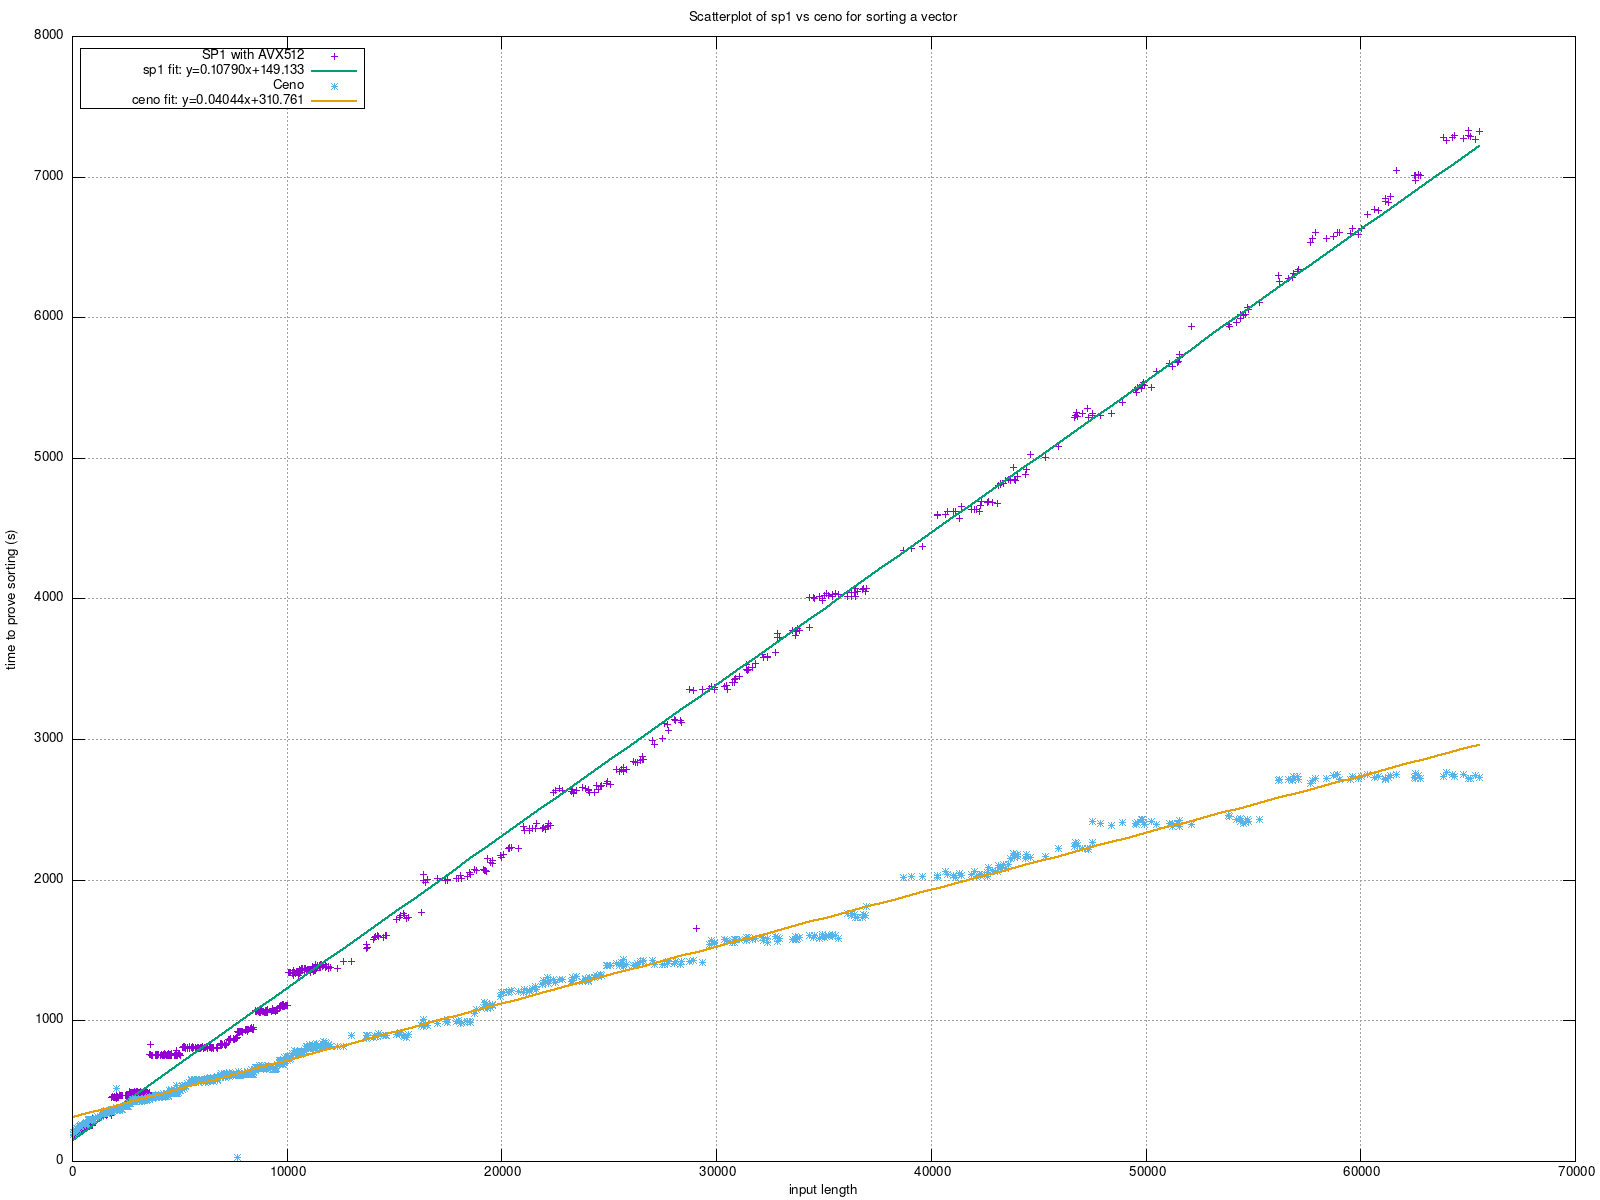 Scatterplot of sp1 vs ceno for sorting a vector
8000
7000
6000
5000
4000
3000
2000
1000
0
SP1 with AVX512
sp1 fit: y=0.10790x+149.133
Ceno
ceno fit: y=0.04044x+310.761
time to prove sorting (s)
0 10000 20000 30000 40000 50000 60000 70000
input length